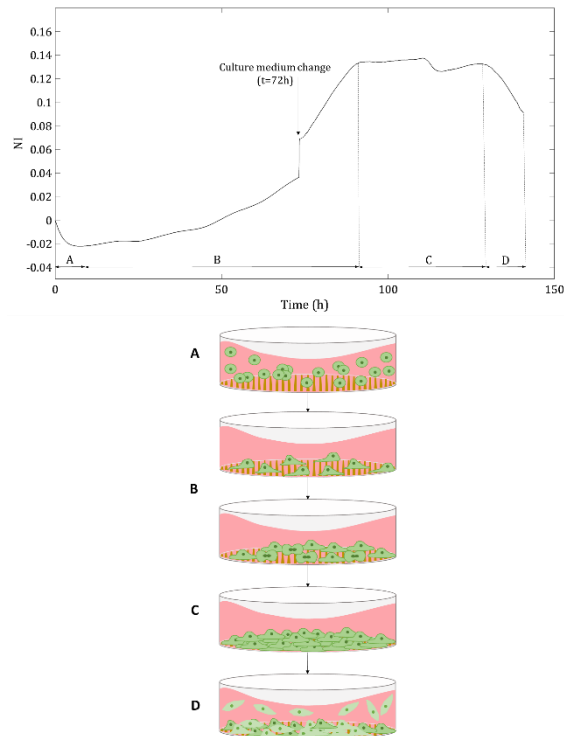 0.16
0.14
0.12
0.1
0.08
0.06
0.04
0.02
0
-0.02
-0.04
NI
Culture medium change
(t=72h)
A
B
C
D
0
50
100
150
Time (h)
A
B
C
D